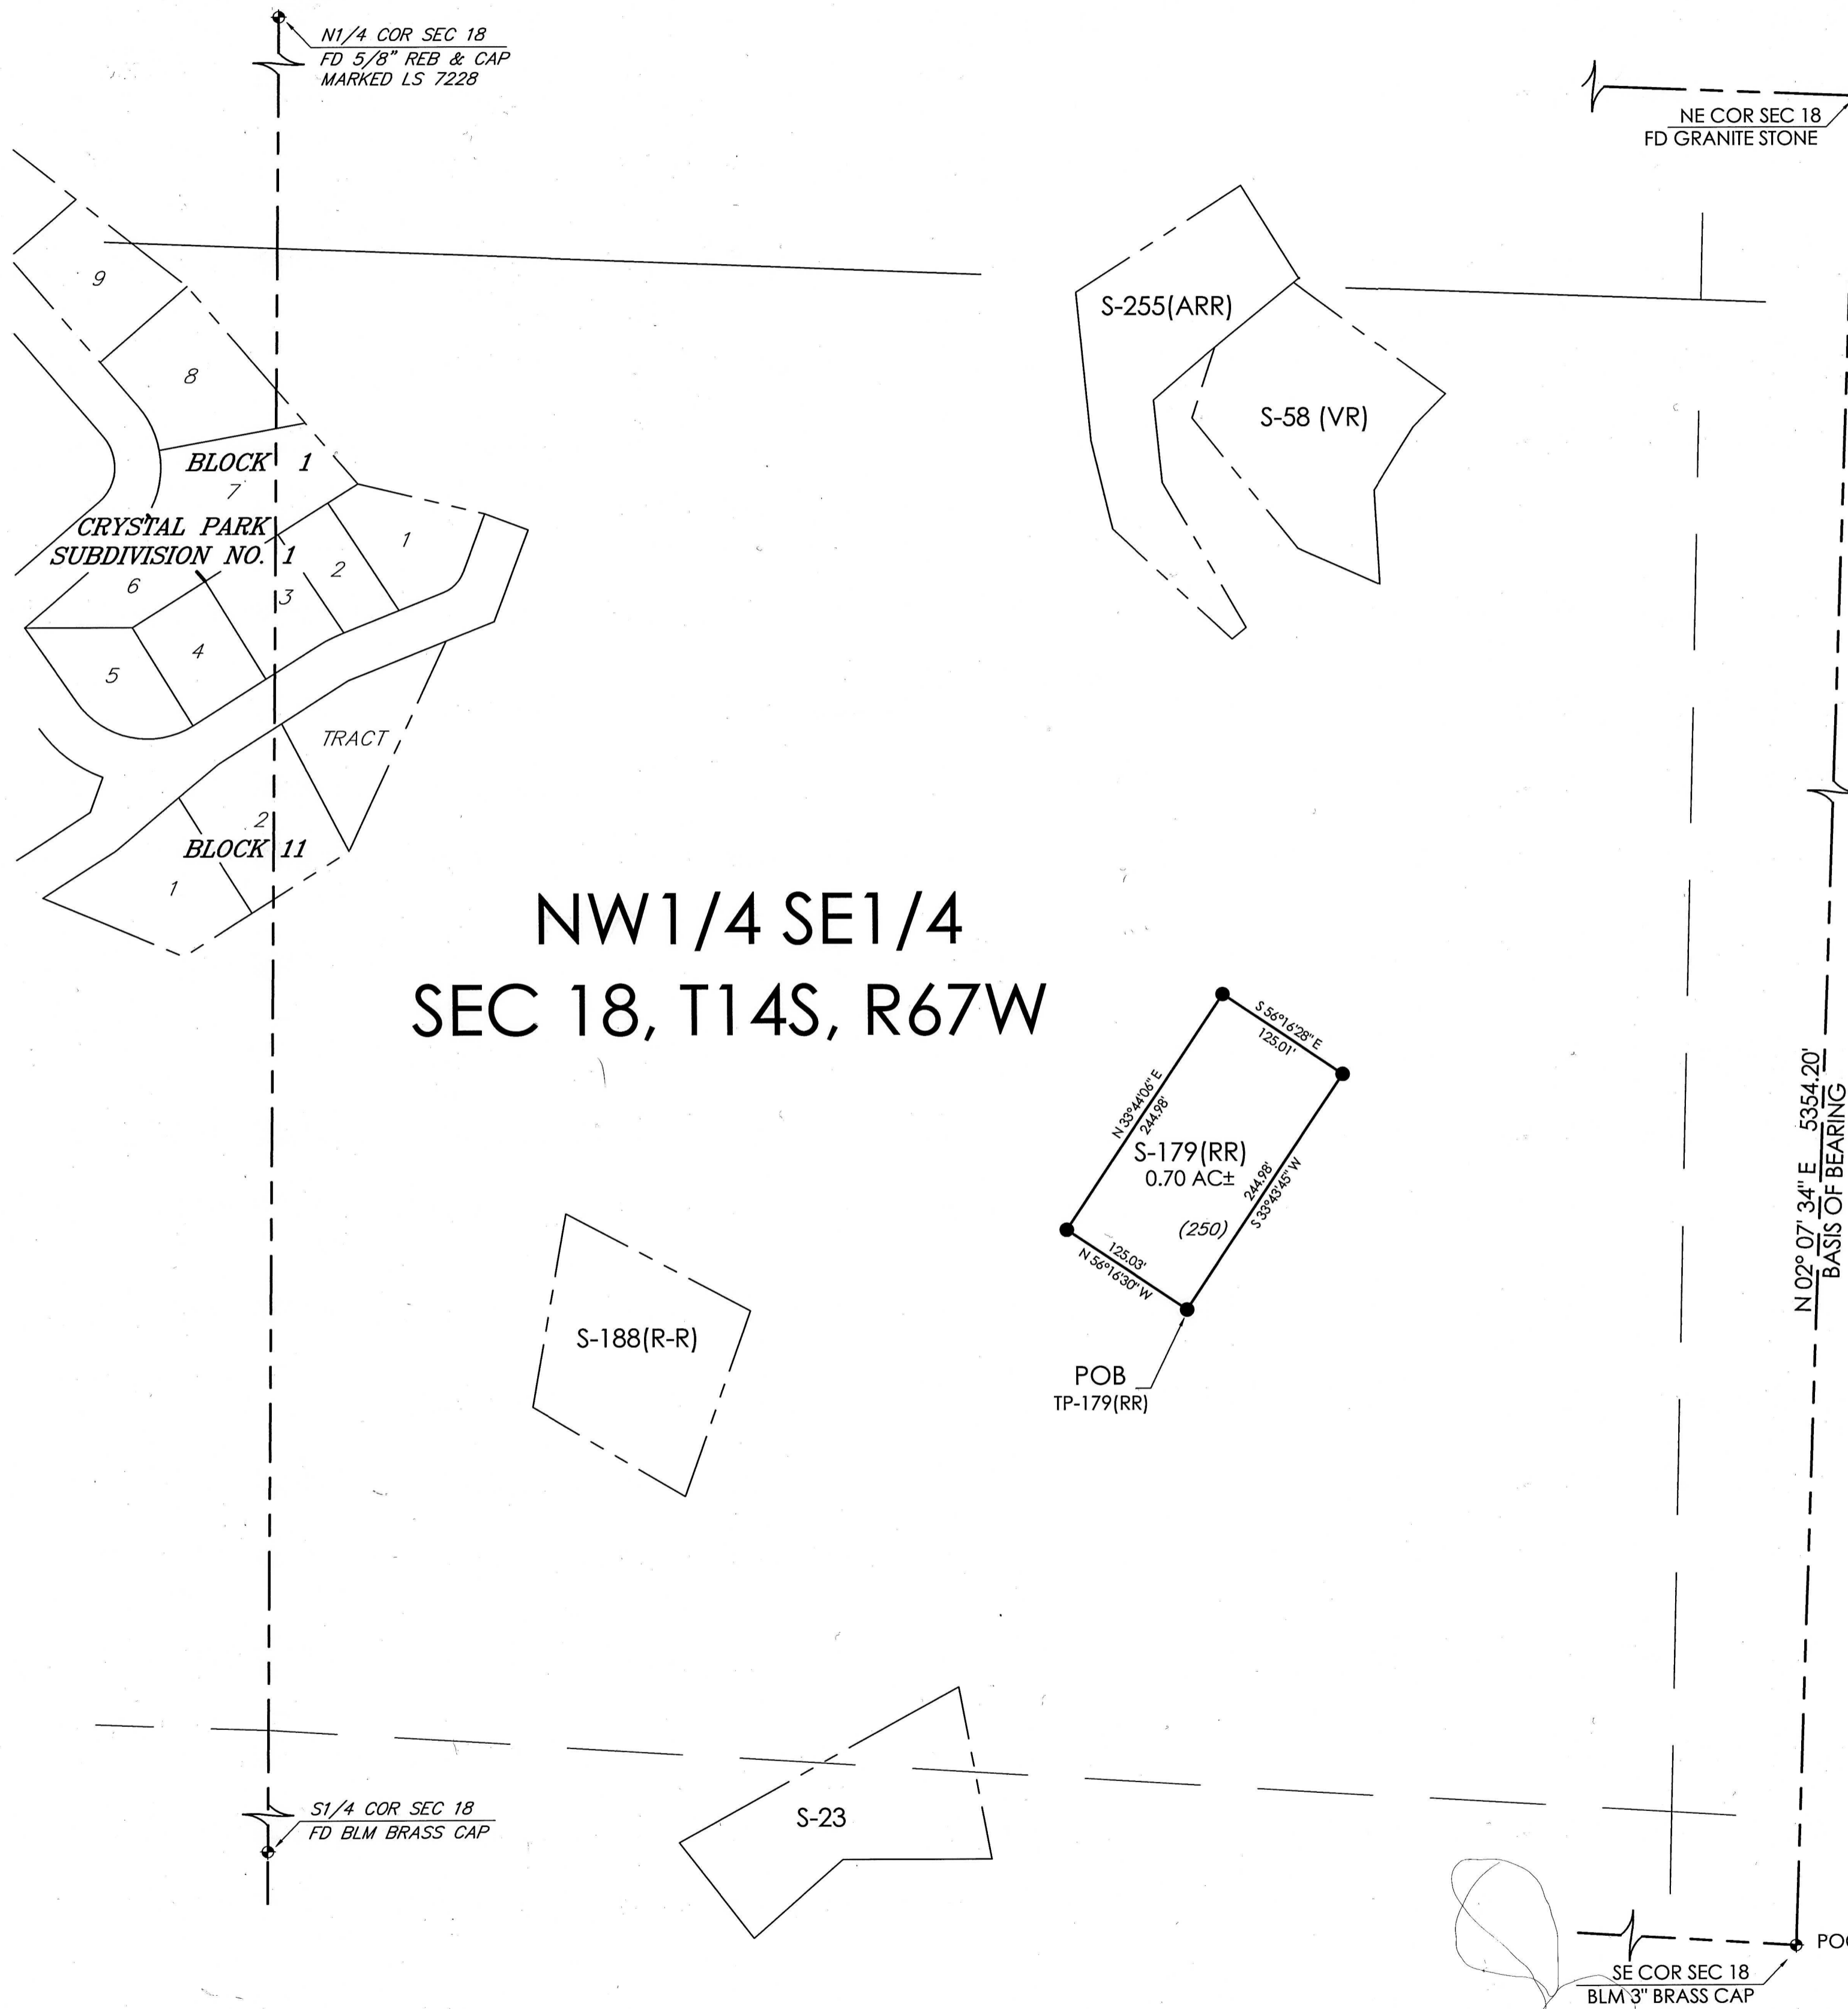 N1/4 COR SEC 18
FD 5/8" REB & CAP
MARKED LS 7228
NE COR SEC 18
FD GRANITE STONE
9
8
BLOCK 1
7
CRYSTAL PARK
SUBDIVISION NO. 1
6
5
4
3
2
1
TRACT
2
BLOCK 11
1
S-255(ARR)
S-58 (VR)
NW1/4 SE1/4
SEC 18, T14S, R67W
S 56°16'28" E
125.01'
N 33°44'06" E
244.98'
S-179(RR)
0.70 AC±
(250)
244.98'
S 33°43'45" W
125.03'
N 56°16'30" W
POB
TP-179(RR)
S-188(R-R)
N 02° 07' 34" E 5354.20'
BASIS OF BEARING
S-23
S1/4 COR SEC 18
FD BLM BRASS CAP
SE COR SEC 18
BLM 3" BRASS CAP